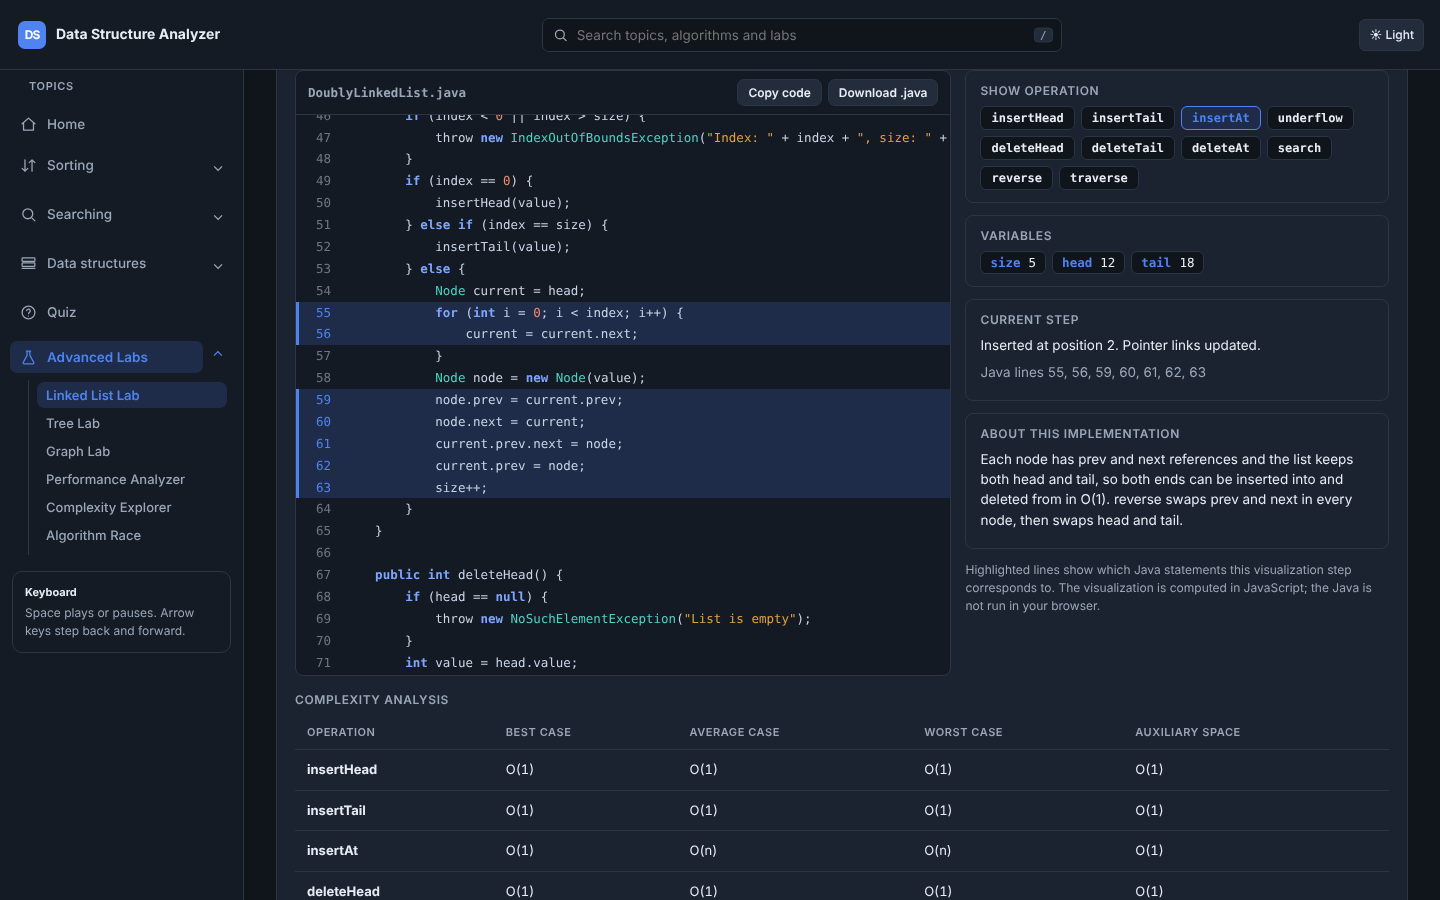 DS Data Structure Analyzer
Search topics, algorithms and labs /
Light
TOPICS
Home
Sorting
Searching
Data structures
Quiz
Advanced Labs
Linked List Lab
Tree Lab
Graph Lab
Performance Analyzer
Complexity Explorer
Algorithm Race
Keyboard
Space plays or pauses. Arrow
keys step back and forward.
DoublyLinkedList.java Copy code Download .java
46 if (index < 0 || index > size) {
47 throw new IndexOutOfBoundsException("Index: " + index + ", size: " +
48 }
49 if (index == 0) {
50 insertHead(value);
51 } else if (index == size) {
52 insertTail(value);
53 } else {
54 Node current = head;
55 for (int i = 0; i < index; i++) {
56 current = current.next;
57 }
58 Node node = new Node(value);
59 node.prev = current.prev;
60 node.next = current;
61 current.prev.next = node;
62 current.prev = node;
63 size++;
64 }
65 }
66
67 public int deleteHead() {
68 if (head == null) {
69 throw new NoSuchElementException("List is empty");
70 }
71 int value = head.value;
SHOW OPERATION
insertHead insertTail insertAt underflow
deleteHead deleteTail deleteAt search
reverse traverse
VARIABLES
size 5 head 12 tail 18
CURRENT STEP
Inserted at position 2. Pointer links updated.
Java lines 55, 56, 59, 60, 61, 62, 63
ABOUT THIS IMPLEMENTATION
Each node has prev and next references and the list keeps
both head and tail, so both ends can be inserted into and
deleted from in O(1). reverse swaps prev and next in every
node, then swaps head and tail.
Highlighted lines show which Java statements this visualization step
corresponds to. The visualization is computed in JavaScript; the Java is
not run in your browser.
COMPLEXITY ANALYSIS
OPERATION BEST CASE AVERAGE CASE WORST CASE AUXILIARY SPACE
insertHead O(1) O(1) O(1) O(1)
insertTail O(1) O(1) O(1) O(1)
insertAt O(1) O(n) O(n) O(1)
deleteHead O(1) O(1) O(1) O(1)